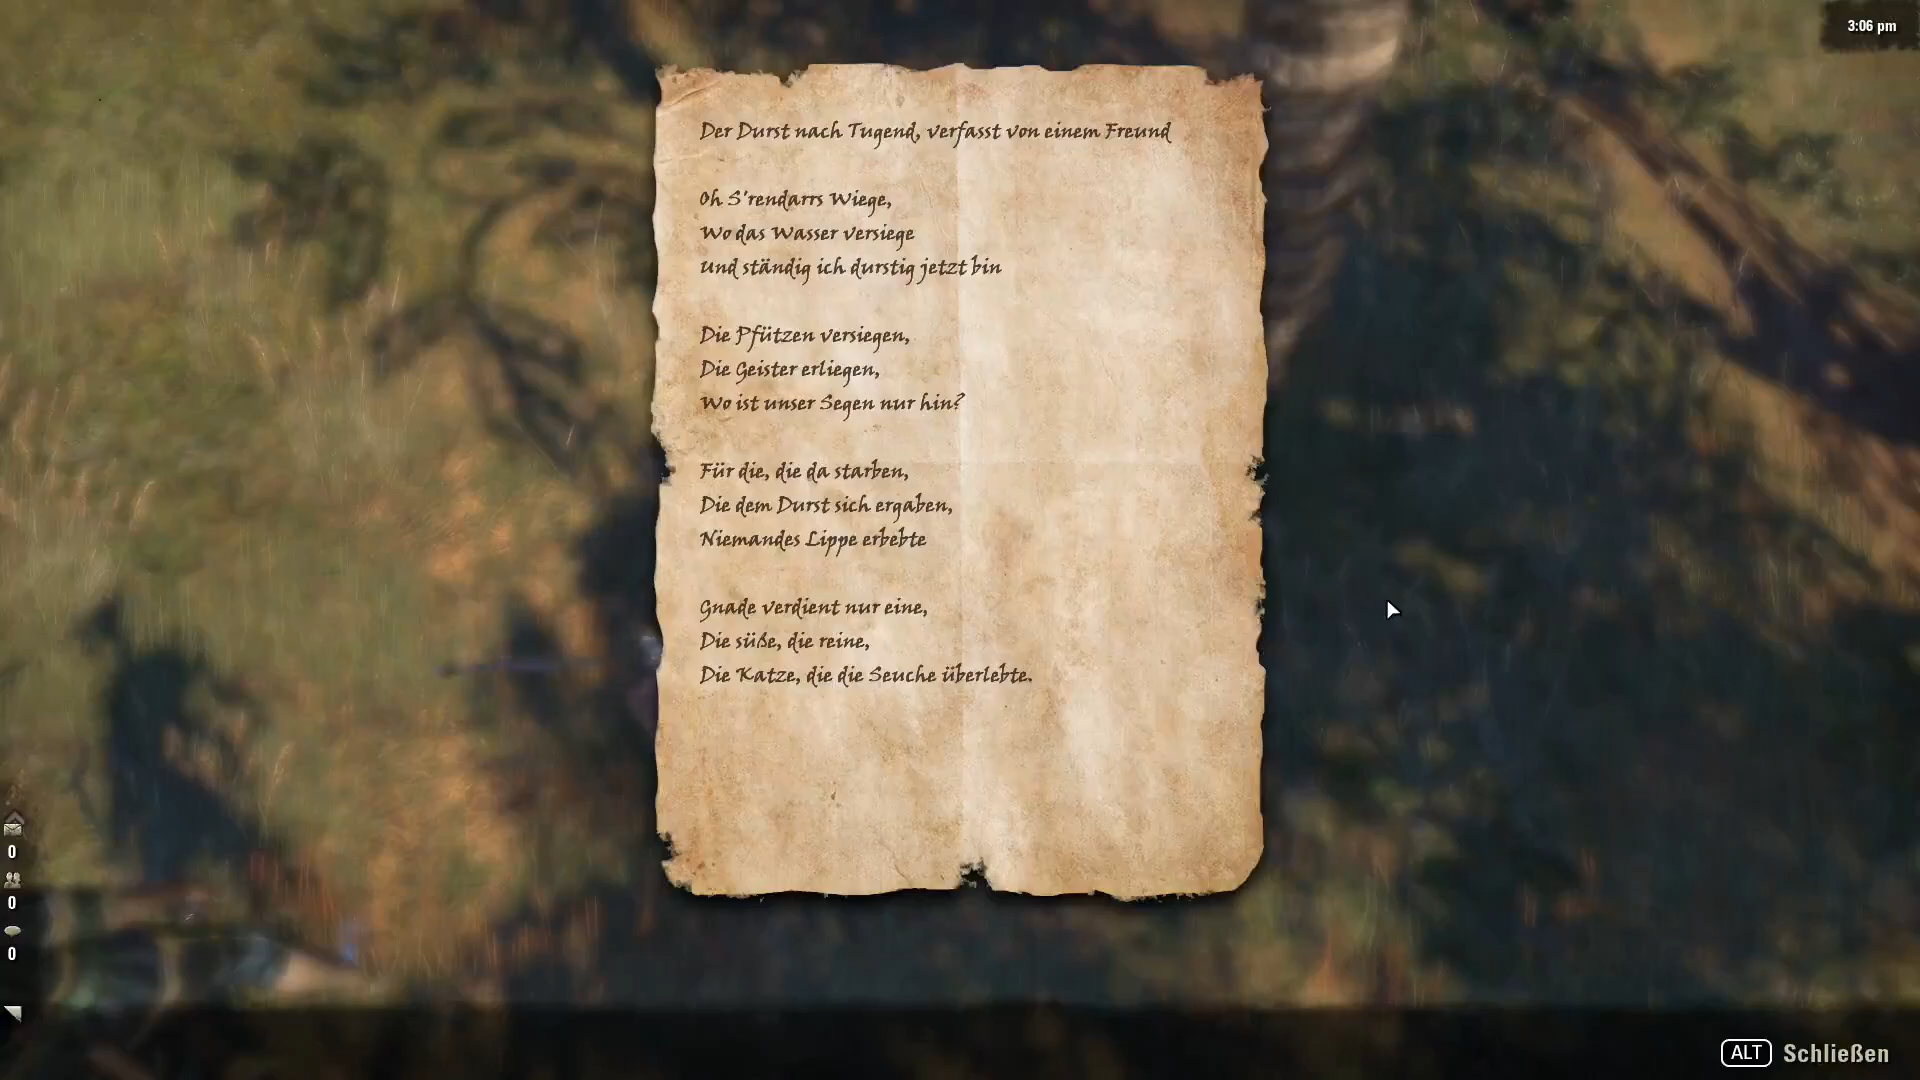 3:06 pm
Der Durst nach Tugend, verfasst von einem Freund
Oh S'rendarrs Wiege,
Wo das Wasser versiege
Und ständig ich durstig jetzt bin
Die Pfützen versiegen,
Die Geister erliegen,
Wo ist unser Segen nur hin?
Für die, die da starben,
Die dem Durst sich ergaben,
Niemandes Lippe erbebte
Gnade verdient nur eine,
Die süße, die reine,
Die Katze, die die Seuche überlebte.
0
0
0
ALT Schließen